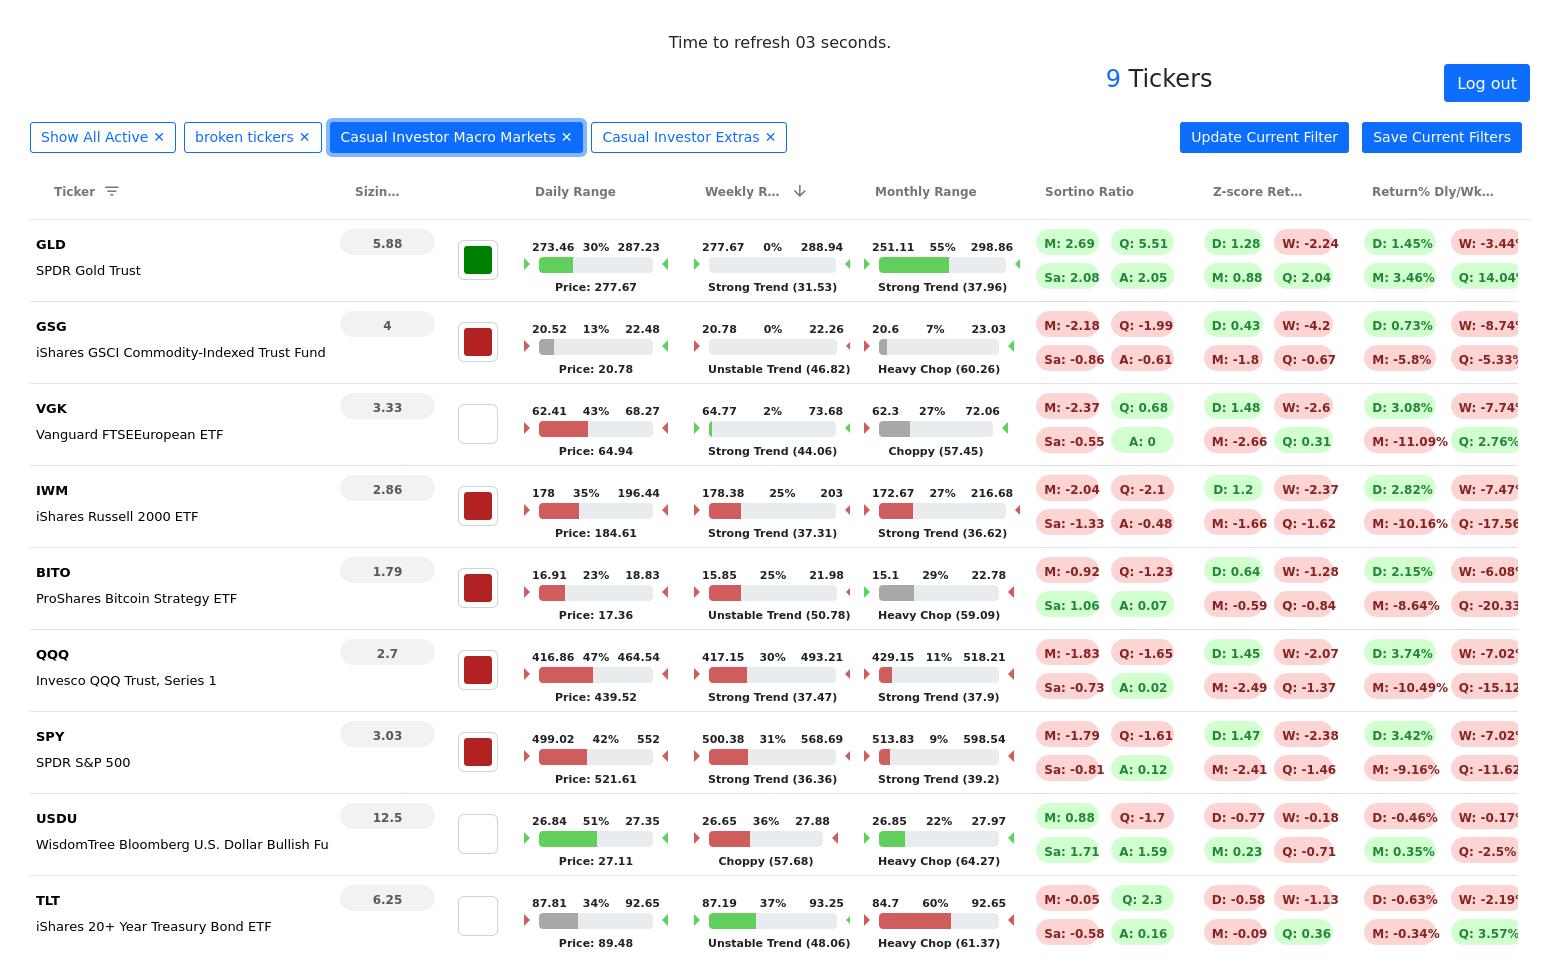 Time to refresh 03 seconds.
9 Tickers
Log out
Show All Active ✕ broken tickers ✕ Casual Investor Macro Markets ✕ Casual Investor Extras ✕ Update Current Filter Save Current Filters
Ticker Sizin... Daily Range Weekly R... Monthly Range Sortino Ratio Z-score Ret... Return% Dly/Wk...
GLD 5.88 273.46 30% 287.23 277.67 0% 288.94 251.11 55% 298.86 M: 2.69 Q: 5.51 D: 1.28 W: -2.24 D: 1.45% W: -3.44%
SPDR Gold Trust Price: 277.67 Strong Trend (31.53) Strong Trend (37.96) Sa: 2.08 A: 2.05 M: 0.88 Q: 2.04 M: 3.46% Q: 14.04%
GSG 4 20.52 13% 22.48 20.78 0% 22.26 20.6 7% 23.03 M: -2.18 Q: -1.99 D: 0.43 W: -4.2 D: 0.73% W: -8.74%
iShares GSCI Commodity-Indexed Trust Fund Price: 20.78 Unstable Trend (46.82) Heavy Chop (60.26) Sa: -0.86 A: -0.61 M: -1.8 Q: -0.67 M: -5.8% Q: -5.33%
VGK 3.33 62.41 43% 68.27 64.77 2% 73.68 62.3 27% 72.06 M: -2.37 Q: 0.68 D: 1.48 W: -2.6 D: 3.08% W: -7.74%
Vanguard FTSEEuropean ETF Price: 64.94 Strong Trend (44.06) Choppy (57.45) Sa: -0.55 A: 0 M: -2.66 Q: 0.31 M: -11.09% Q: 2.76%
IWM 2.86 178 35% 196.44 178.38 25% 203 172.67 27% 216.68 M: -2.04 Q: -2.1 D: 1.2 W: -2.37 D: 2.82% W: -7.47%
iShares Russell 2000 ETF Price: 184.61 Strong Trend (37.31) Strong Trend (36.62) Sa: -1.33 A: -0.48 M: -1.66 Q: -1.62 M: -10.16% Q: -17.56
BITO 1.79 16.91 23% 18.83 15.85 25% 21.98 15.1 29% 22.78 M: -0.92 Q: -1.23 D: 0.64 W: -1.28 D: 2.15% W: -6.08%
ProShares Bitcoin Strategy ETF Price: 17.36 Unstable Trend (50.78) Heavy Chop (59.09) Sa: 1.06 A: 0.07 M: -0.59 Q: -0.84 M: -8.64% Q: -20.33
QQQ 2.7 416.86 47% 464.54 417.15 30% 493.21 429.15 11% 518.21 M: -1.83 Q: -1.65 D: 1.45 W: -2.07 D: 3.74% W: -7.02%
Invesco QQQ Trust, Series 1 Price: 439.52 Strong Trend (37.47) Strong Trend (37.9) Sa: -0.73 A: 0.02 M: -2.49 Q: -1.37 M: -10.49% Q: -15.12
SPY 3.03 499.02 42% 552 500.38 31% 568.69 513.83 9% 598.54 M: -1.79 Q: -1.61 D: 1.47 W: -2.38 D: 3.42% W: -7.02%
SPDR S&P 500 Price: 521.61 Strong Trend (36.36) Strong Trend (39.2) Sa: -0.81 A: 0.12 M: -2.41 Q: -1.46 M: -9.16% Q: -11.62
USDU 12.5 26.84 51% 27.35 26.65 36% 27.88 26.85 22% 27.97 M: 0.88 Q: -1.7 D: -0.77 W: -0.18 D: -0.46% W: -0.17%
WisdomTree Bloomberg U.S. Dollar Bullish Fu Price: 27.11 Choppy (57.68) Heavy Chop (64.27) Sa: 1.71 A: 1.59 M: 0.23 Q: -0.71 M: 0.35% Q: -2.5%
TLT 6.25 87.81 34% 92.65 87.19 37% 93.25 84.7 60% 92.65 M: -0.05 Q: 2.3 D: -0.58 W: -1.13 D: -0.63% W: -2.19%
iShares 20+ Year Treasury Bond ETF Price: 89.48 Unstable Trend (48.06) Heavy Chop (61.37) Sa: -0.58 A: 0.16 M: -0.09 Q: 0.36 M: -0.34% Q: 3.57%